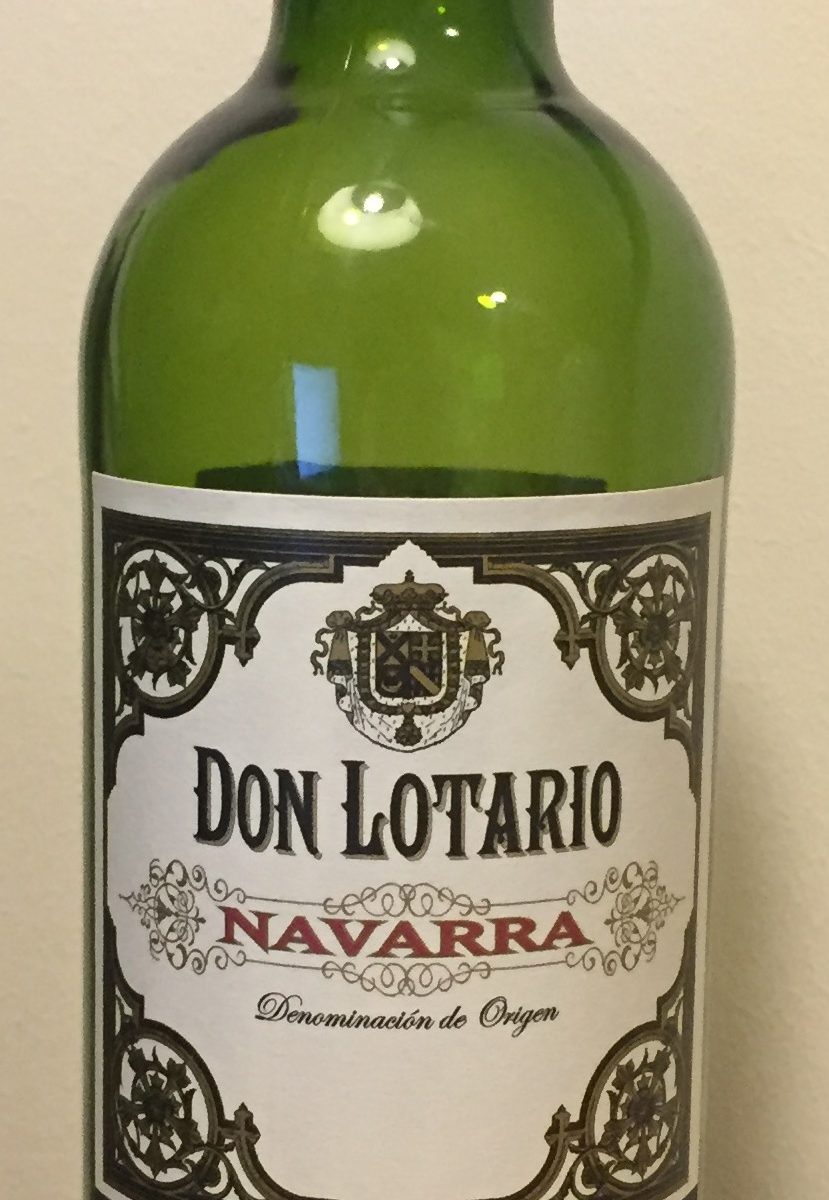 DON LOTARIO
NAVARRA
Denominación de Origen